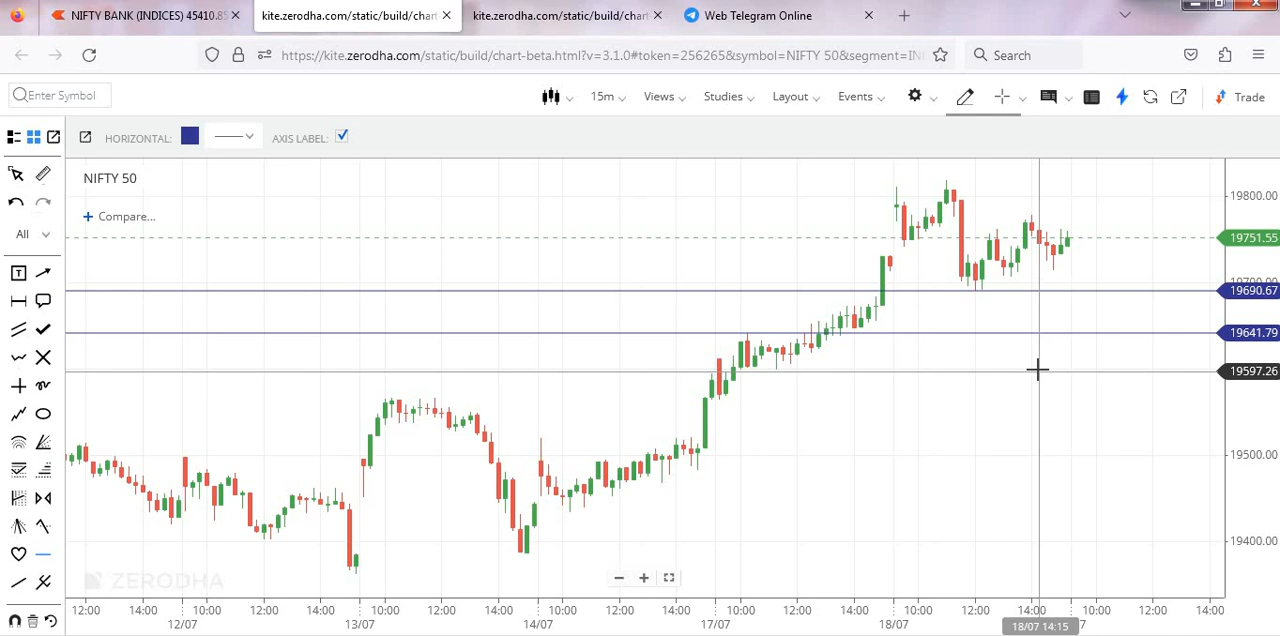 NIFTY BANK (INDICES) 45410.85
kite.zerodha.com/static/build/chart
kite.zerodha.com/static/build/chart
Web Telegram Online
https://kite.zerodha.com/static/build/chart-beta.html?v=3.1.0#token=256265&symbol=NIFTY 50&segment=IN
Search
Enter Symbol
15m
Views
Studies
Layout
Events
Trade
HORIZONTAL:
AXIS LABEL:
NIFTY 50
+ Compare...
All
T
19800.00
19751.55
19700.00
19690.67
19641.79
19597.26
19500.00
19400.00
ZERODHA
12:00 14:00 10:00 12:00 14:00 10:00 12:00 14:00 10:00 12:00 14:00 10:00 12:00 14:00 10:00 12:00 14:00 10:00 12:00 14:00
12/07 13/07 14/07 17/07 18/07 18/07 14:15 7